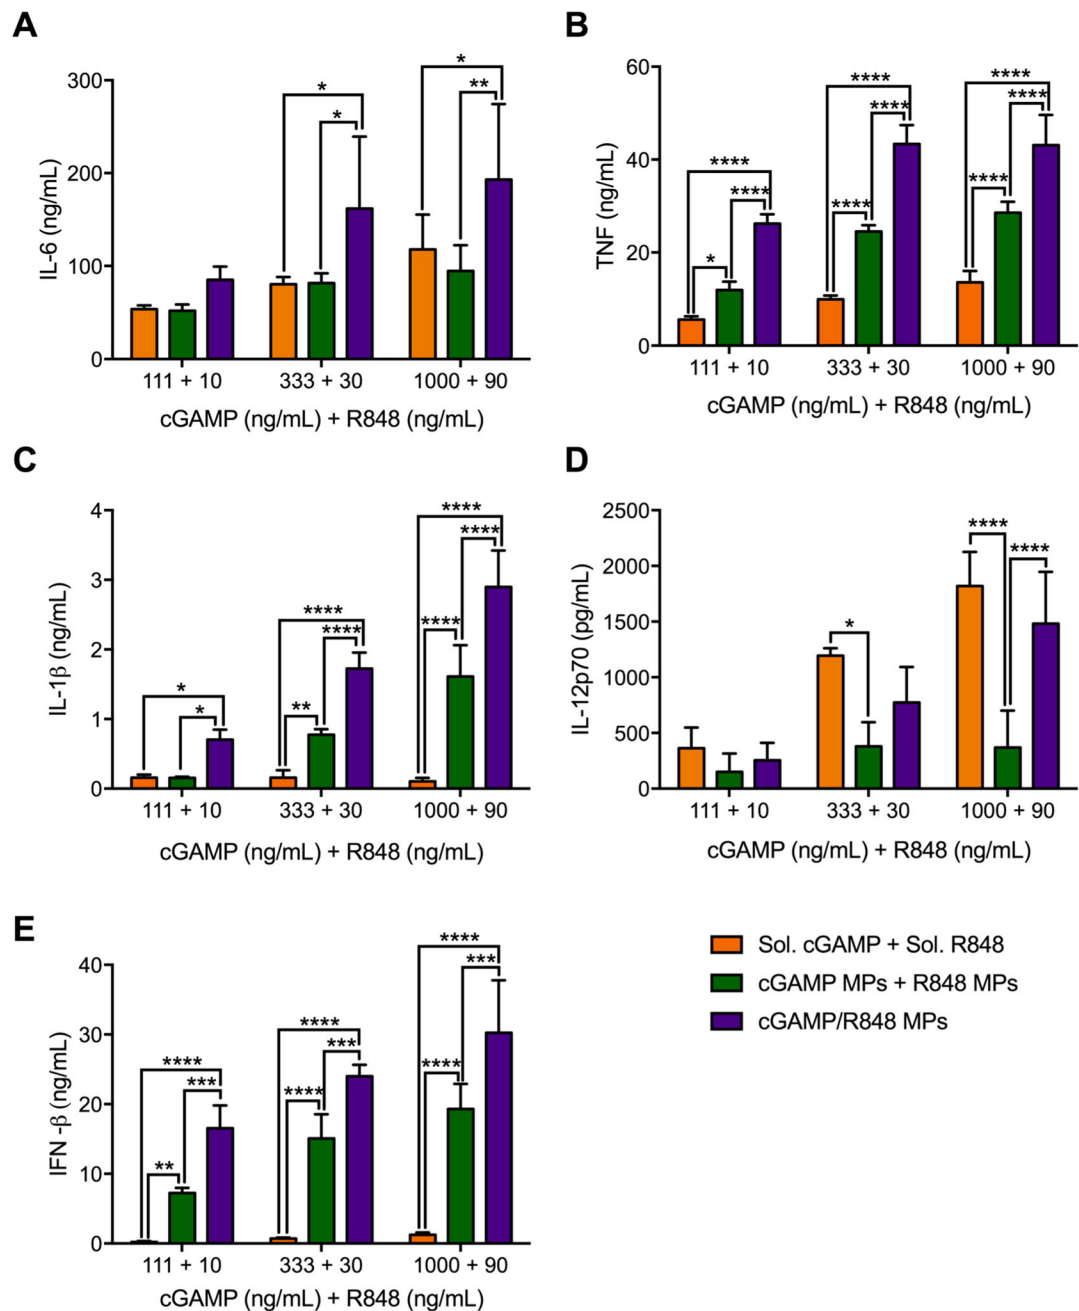 A
IL-6 (ng/mL)
300
200
100
0
*
*
*
**
111 + 10
333 + 30
1000 + 90
cGAMP (ng/mL) + R848 (ng/mL)
B
TNF (ng/mL)
60
40
20
0
****
****
*
****
****
****
****
****
****
111 + 10
333 + 30
1000 + 90
cGAMP (ng/mL) + R848 (ng/mL)
C
IL-1β (ng/mL)
4
3
2
1
0
*
*
****
****
**
****
****
****
111 + 10
333 + 30
1000 + 90
cGAMP (ng/mL) + R848 (ng/mL)
D
IL-12p70 (pg/mL)
2500
2000
1500
1000
500
0
*
****
****
111 + 10
333 + 30
1000 + 90
cGAMP (ng/mL) + R848 (ng/mL)
E
IFN -β (ng/mL)
40
30
20
10
0
****
***
**
****
***
****
****
***
****
111 + 10
333 + 30
1000 + 90
cGAMP (ng/mL) + R848 (ng/mL)
Sol. cGAMP + Sol. R848
cGAMP MPs + R848 MPs
cGAMP/R848 MPs